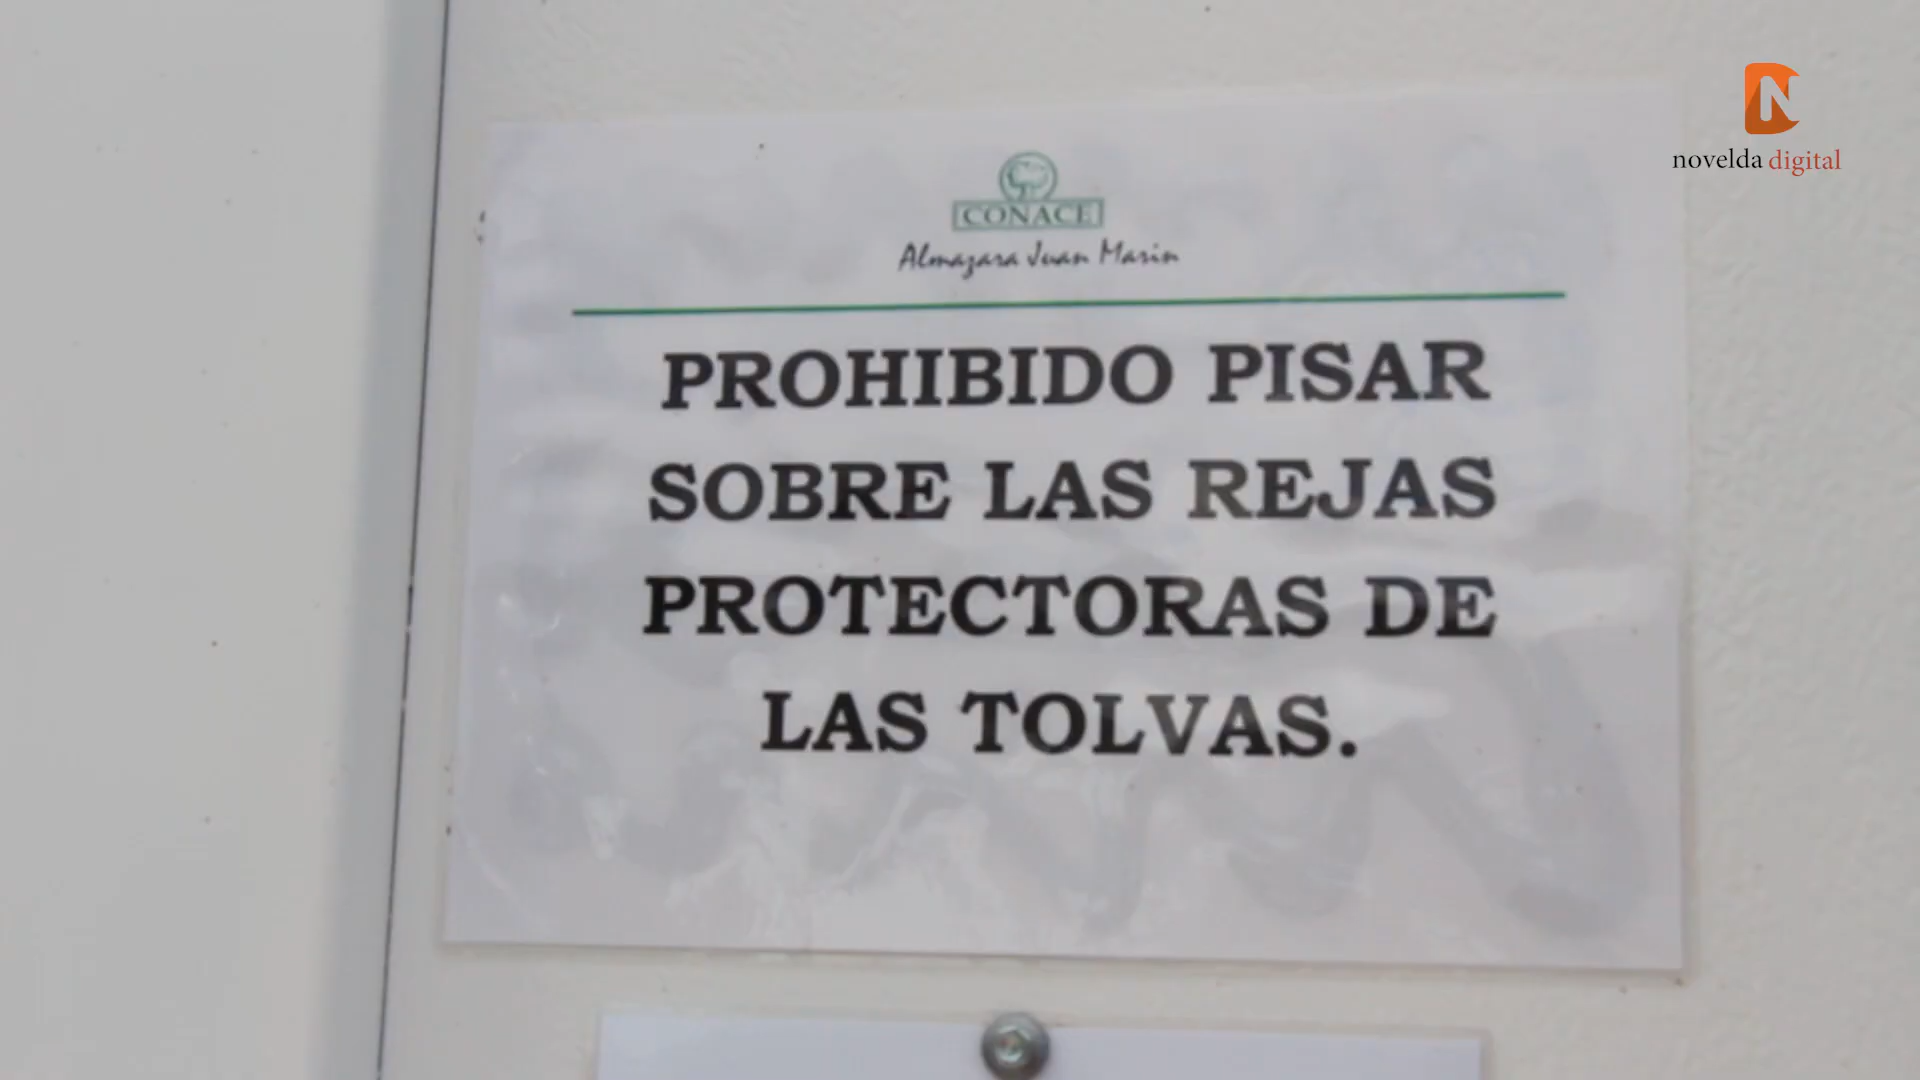 novelda digital
CONACE
Almazara Juan Marin
PROHIBIDO PISAR
SOBRE LAS REJAS
PROTECTORAS DE
LAS TOLVAS.